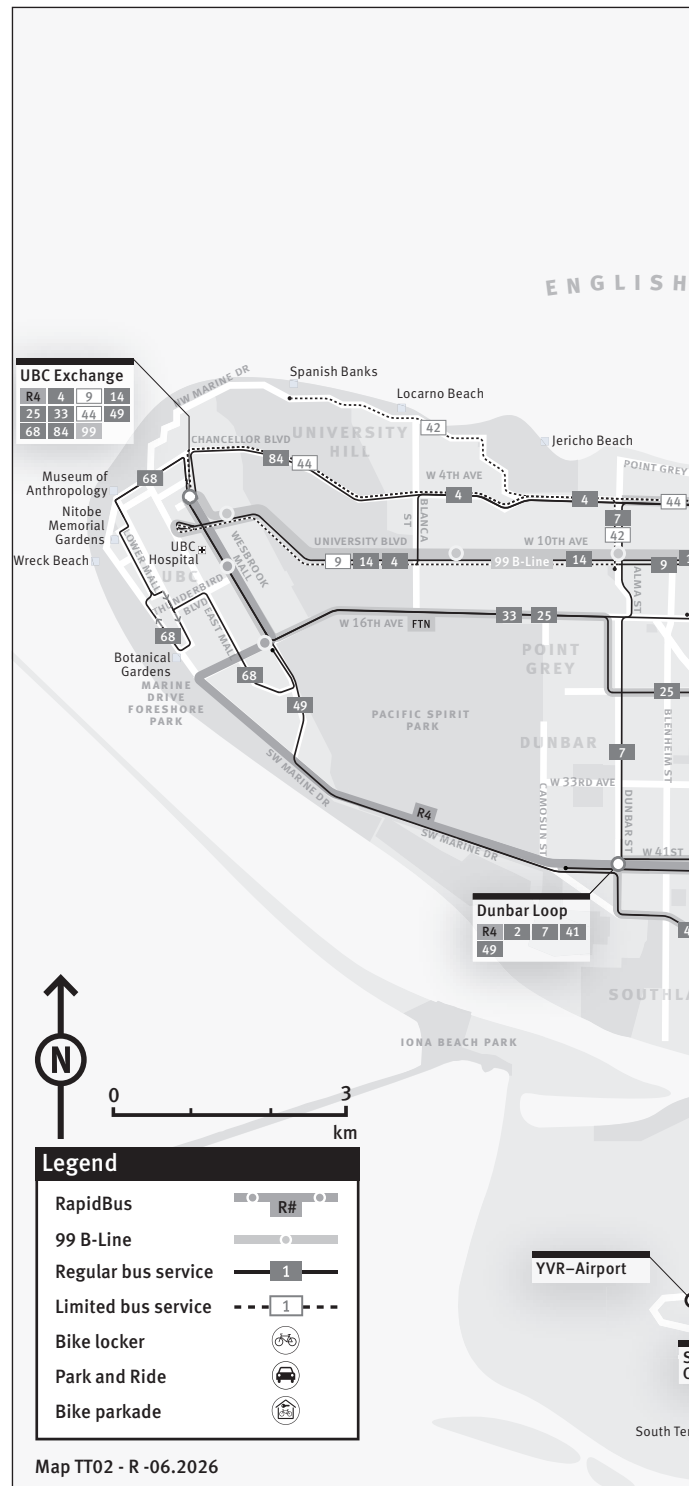 ENGLISH
UBC Exchange
R4 4 9 14
25 33 44 49
68 84 99
NW MARINE DR
Spanish Banks
Locarno Beach
42
Jericho Beach
CHANCELLOR BLVD
UNIVERSITY
HILL
84
44
POINT GREY
W 4TH AVE
4
4
44
68
Museum of
Anthropology
Nitobe
Memorial
Gardens
Wreck Beach
7
42
BLANCA
ST
UNIVERSITY BLVD
W 10TH AVE
9 14 4
99 B-Line
14
9
UBC
Hospital
WESBROOK
MALL
LOWER MALL
UBC
THUNDERBIRD
BLVD
EAST MALL
ALMA ST
68
W 16TH AVE
FTN
33 25
POINT
GREY
Botanical
Gardens
68
MARINE
DRIVE
FORESHORE
PARK
49
25
PACIFIC SPIRIT
PARK
BLENHEIM ST
DUNBAR
7
SW MARINE DR
W 33RD AVE
CAMOSUN ST
DUNBAR ST
R4
SW MARINE DR
W 41ST
Dunbar Loop
R4 2 7 41
49
SOUTHLA
IONA BEACH PARK
N
0 3
km
Legend
RapidBus R#
99 B-Line
Regular bus service 1
Limited bus service 1
Bike locker
Park and Ride
Bike parkade
YVR–Airport
South Ter
Map TT02 - R -06.2026